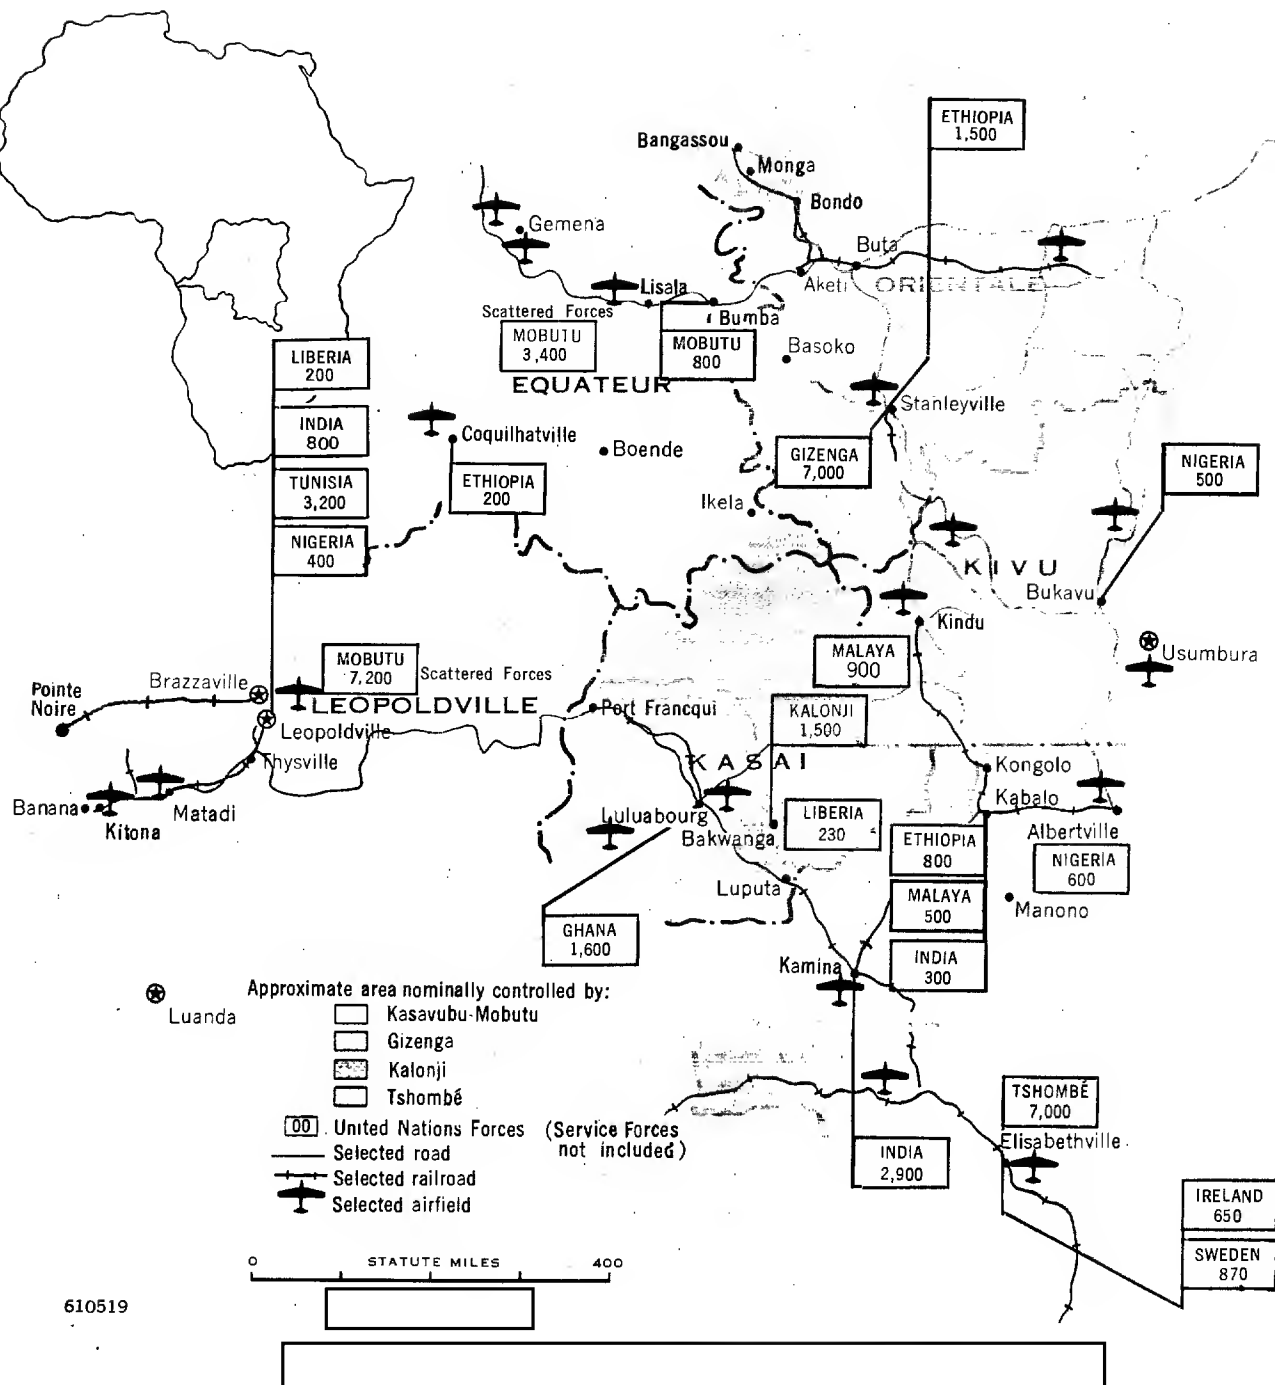 ETHIOPIA
1,500
Bangassou
Monga
Bondo
Gemena
Buta
Aketi
ORIENTALE
Lisala
Bumba
Scattered Forces
MOBUTU
3,400
MOBUTU
800
Basoko
EQUATEUR
LIBERIA
200
INDIA
800
TUNISIA
3,200
NIGERIA
400
Stanleyville
Coquilhatville
Boende
GIZENGA
7,000
ETHIOPIA
200
Ikela
NIGERIA
500
KIVU
Bukavu
Kindu
Usumbura
MALAYA
900
MOBUTU
7,200
Scattered Forces
Brazzaville
Pointe
Noire
LEOPOLDVILLE
Leopoldville
Port Francqui
KALONJI
1,500
Thysville
KASAI
Kongolo
Kabalo
Banana
Kitona
Matadi
Luluabourg
Bakwanga
LIBERIA
230
Albertville
ETHIOPIA
800
NIGERIA
600
Luputa
MALAYA
500
Manono
GHANA
1,600
INDIA
300
Kamina
Luanda
Approximate area nominally controlled by:
Kasavubu-Mobutu
Gizenga
Kalonji
Tshombé
00 United Nations Forces (Service Forces
not included)
Selected road
Selected railroad
Selected airfield
TSHOMBÉ
7,000
Elisabethville
INDIA
2,900
IRELAND
650
SWEDEN
870
0 STATUTE MILES 400
610519